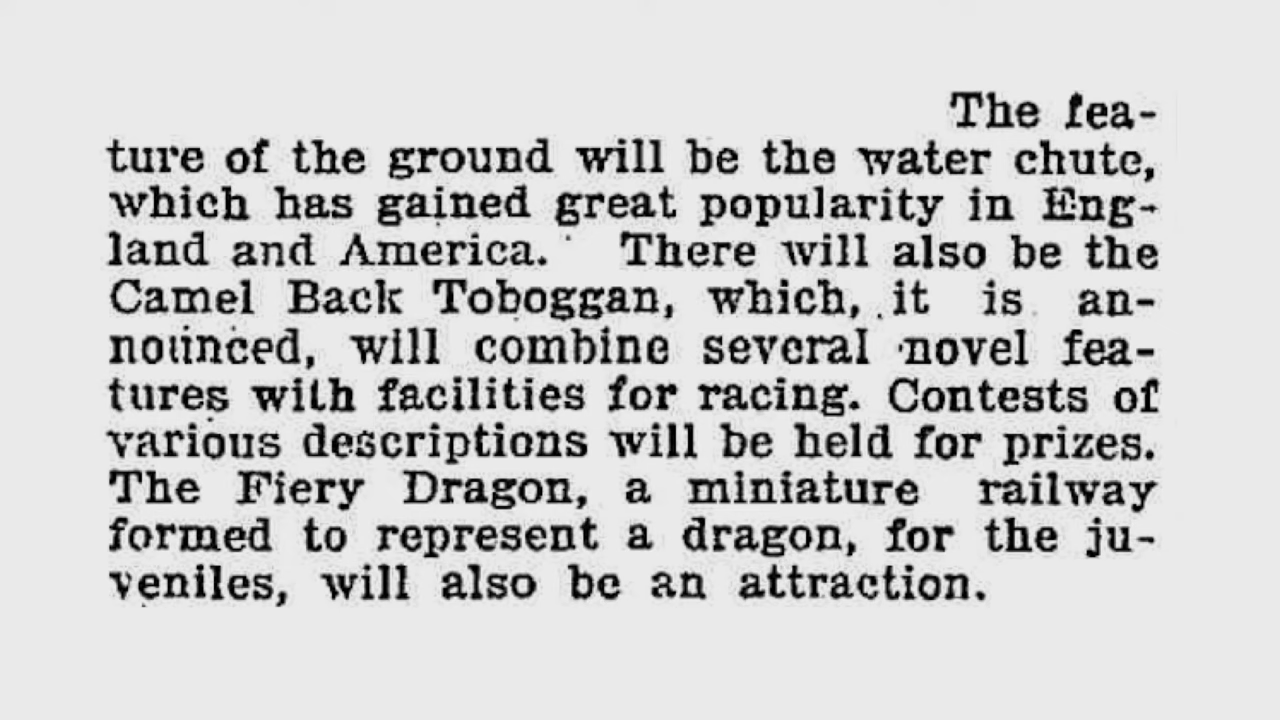 The fea-
ture of the ground will be the water chute,
which has gained great popularity in Eng-
land and America. There will also be the
Camel Back Toboggan, which, it is an-
nounced, will combine several novel fea-
tures with facilities for racing. Contests of
various descriptions will be held for prizes.
The Fiery Dragon, a miniature railway
formed to represent a dragon, for the ju-
veniles, will also be an attraction.